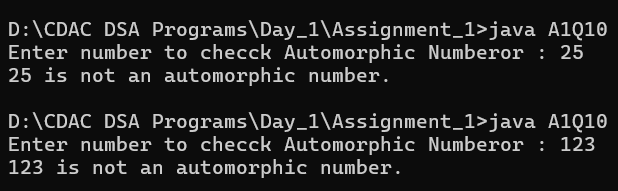 D:\CDAC DSA Programs\Day_1\Assignment_1>java A1Q10
Enter number to checck Automorphic Numberor : 25
25 is not an automorphic number.
D:\CDAC DSA Programs\Day_1\Assignment_1>java A1Q10
Enter number to checck Automorphic Numberor : 123
123 is not an automorphic number.